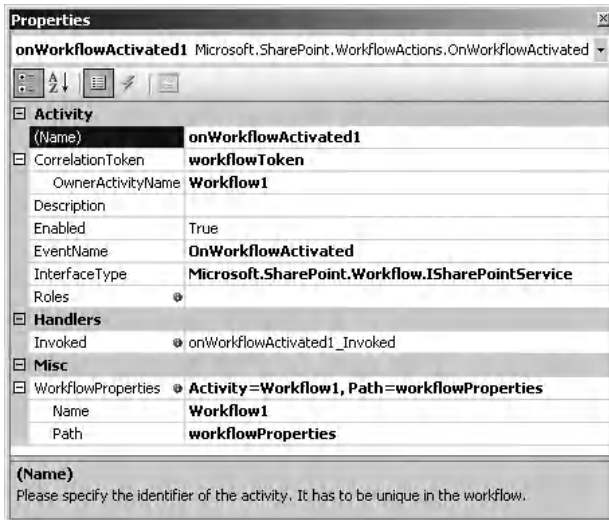 Properties
onWorkflowActivated1 Microsoft.SharePoint.WorkflowActions.OnWorkflowActivated
Activity
(Name) onWorkflowActivated1
CorrelationToken workflowToken
OwnerActivityName Workflow1
Description
Enabled True
EventName OnWorkflowActivated
InterfaceType Microsoft.SharePoint.Workflow.ISharePointService
Roles
Handlers
Invoked onWorkflowActivated1_Invoked
Misc
WorkflowProperties Activity=Workflow1, Path=workflowProperties
Name Workflow1
Path workflowProperties
(Name)
Please specify the identifier of the activity. It has to be unique in the workflow.